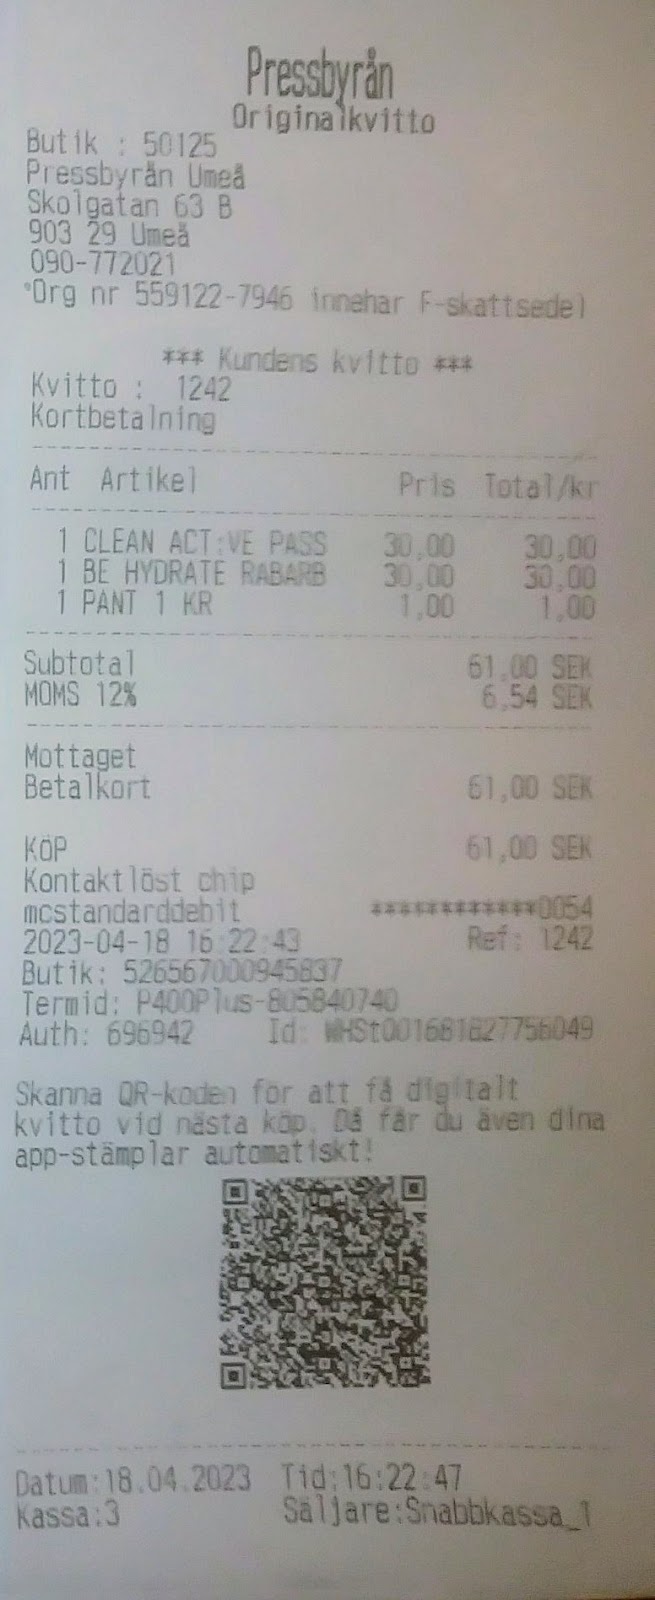 Pressbyrån
Originalkvitto
Butik : 50125
Pressbyrån Umeå
Skolgatan 63 B
903 29 Umeå
090-772021
Org nr 559122-7946 innehar F-skattsedel
*** Kundens kvitto ***
Kvitto : 1242
Kortbetalning
Ant Artikel Pris Total/kr
1 CLEAN ACT:VE PASS 30,00 30,00
1 BE HYDRATE RABARB 30,00 30,00
1 PANT 1 KR 1,00 1,00
Subtotal 61,00 SEK
MOMS 12% 6,54 SEK
Mottaget
Betalkort 61,00 SEK
KÖP 61,00 SEK
Kontaktlöst chip
mcstandarddebit ************0054
2023-04-18 16:22:43 Ref: 1242
Butik: 526567000945837
Termid: P400Plus-805840740
Auth: 696942 Id: WHSt001681827756049
Skanna QR-koden för att få digitalt
kvitto vid nästa köp. Då får du även dina
app-stämplar automatiskt!
Datum:18.04.2023 Tid:16:22:47
Kassa:3 Säljare:Snabbkassa_1